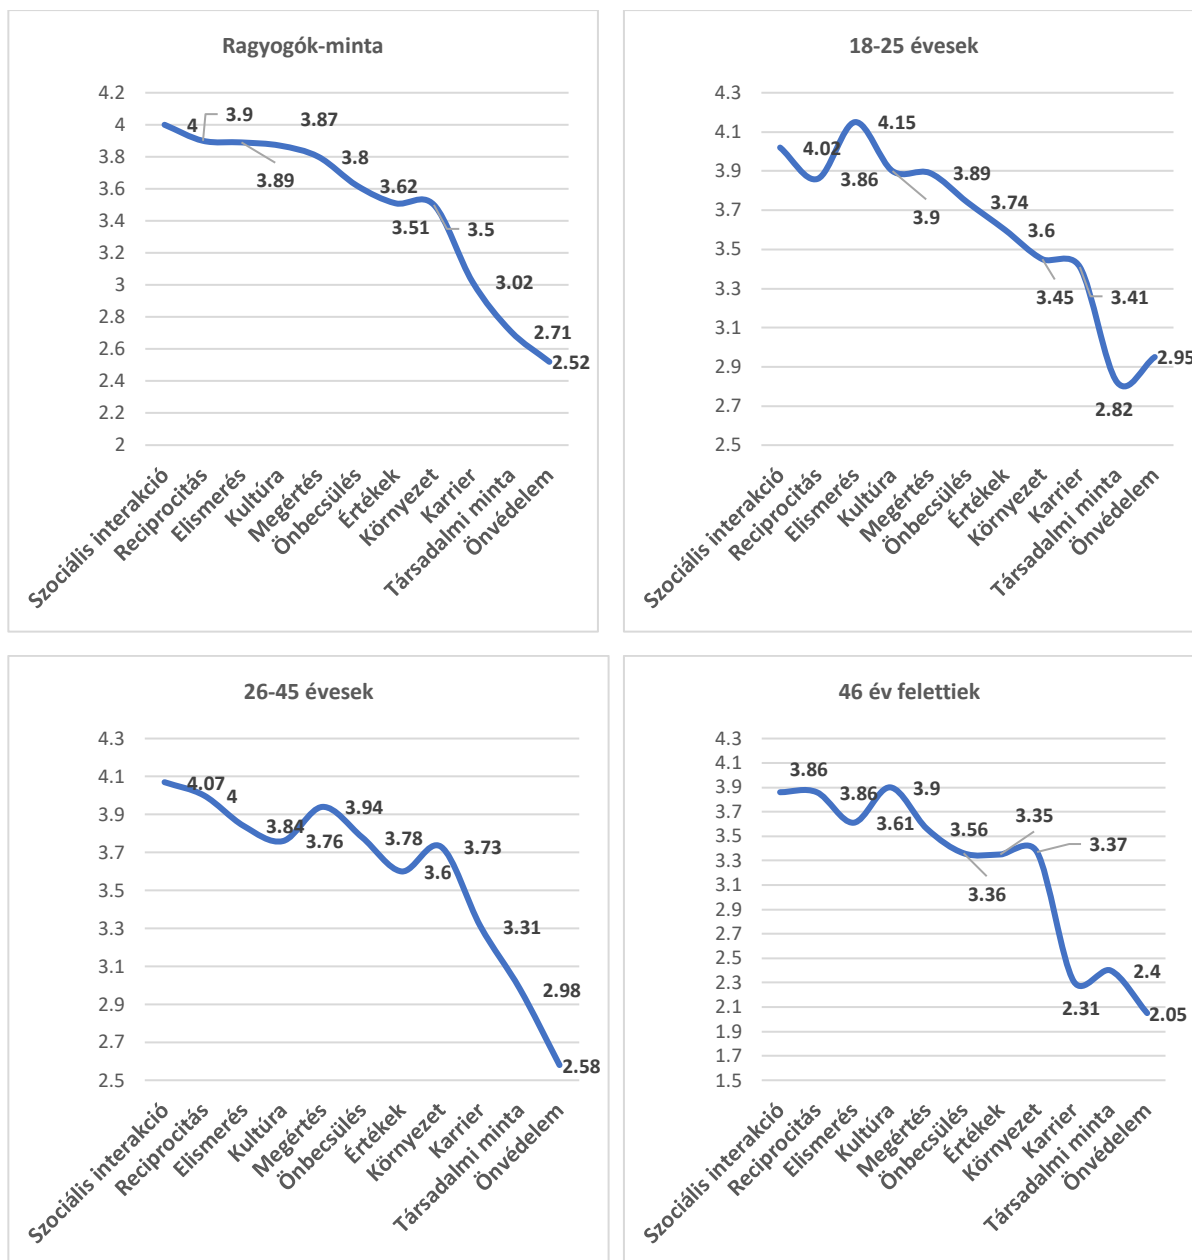 Ragyogók-minta
4.2
4
3.8
3.6
3.4
3.2
3
2.8
2.6
2.4
2.2
2
4
3.9
3.89
3.87
3.8
3.62
3.51
3.5
3.02
2.71
2.52
Szociális interakció
Reciprocitás
Elismerés
Kultúra
Megértés
Önbecsülés
Értékek
Környezet
Karrier
Társadalmi minta
Önvédelem
18-25 évesek
4.3
4.1
3.9
3.7
3.5
3.3
3.1
2.9
2.7
2.5
4.02
3.86
4.15
3.9
3.89
3.74
3.6
3.45
3.41
2.82
2.95
Szociális interakció
Reciprocitás
Elismerés
Kultúra
Megértés
Önbecsülés
Értékek
Környezet
Karrier
Társadalmi minta
Önvédelem
26-45 évesek
4.3
4.1
3.9
3.7
3.5
3.3
3.1
2.9
2.7
2.5
4.07
4
3.84
3.76
3.94
3.78
3.6
3.73
3.31
2.98
2.58
Szociális interakció
Reciprocitás
Elismerés
Kultúra
Megértés
Önbecsülés
Értékek
Környezet
Karrier
Társadalmi minta
Önvédelem
46 év felettiek
4.3
4.1
3.9
3.7
3.5
3.3
3.1
2.9
2.7
2.5
2.3
2.1
1.9
1.7
1.5
3.86
3.86
3.61
3.9
3.56
3.36
3.35
3.37
2.31
2.4
2.05
Szociális interakció
Reciprocitás
Elismerés
Kultúra
Megértés
Önbecsülés
Értékek
Környezet
Karrier
Társadalmi minta
Önvédelem